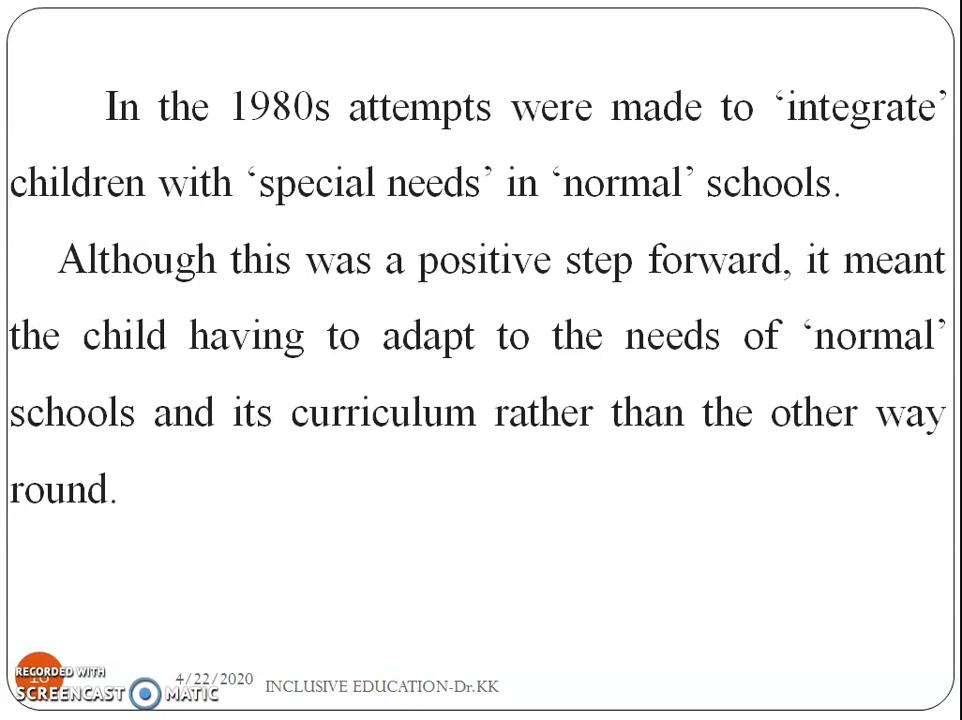 In the 1980s attempts were made to ‘integrate’
children with ‘special needs’ in ‘normal’ schools.
Although this was a positive step forward, it meant
the child having to adapt to the needs of ‘normal’
schools and its curriculum rather than the other way
round.
RECORDED WITH
SCREENCAST MATIC
4/22/2020
INCLUSIVE EDUCATION-Dr.KK